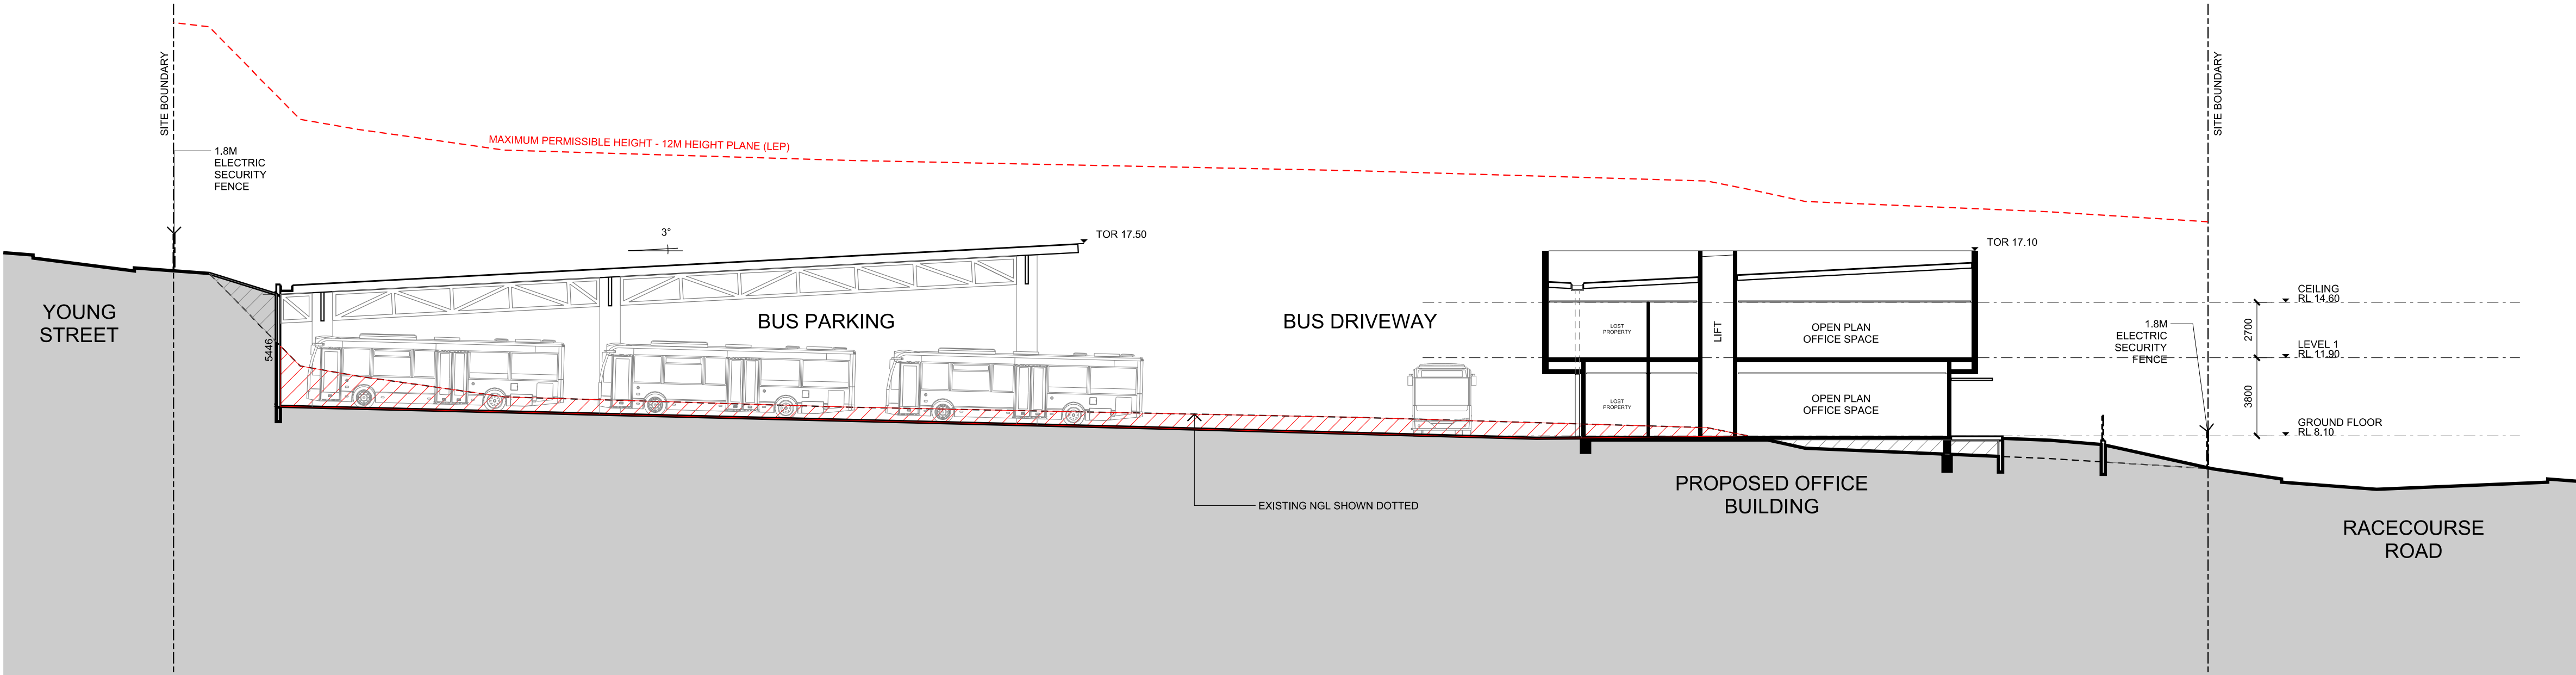 SITE BOUNDARY
SITE BOUNDARY
MAXIMUM PERMISSIBLE HEIGHT - 12M HEIGHT PLANE (LEP)
1.8M
ELECTRIC
SECURITY
FENCE
3°
TOR 17.50
TOR 17.10
YOUNG
STREET
5446
BUS PARKING
BUS DRIVEWAY
LOST
PROPERTY
LIFT
OPEN PLAN
OFFICE SPACE
LOST
PROPERTY
OPEN PLAN
OFFICE SPACE
1.8M
ELECTRIC
SECURITY
FENCE
CEILING
RL 14.60
2700
LEVEL 1
RL 11.90
3800
GROUND FLOOR
RL 8.10
EXISTING NGL SHOWN DOTTED
PROPOSED OFFICE
BUILDING
RACECOURSE
ROAD